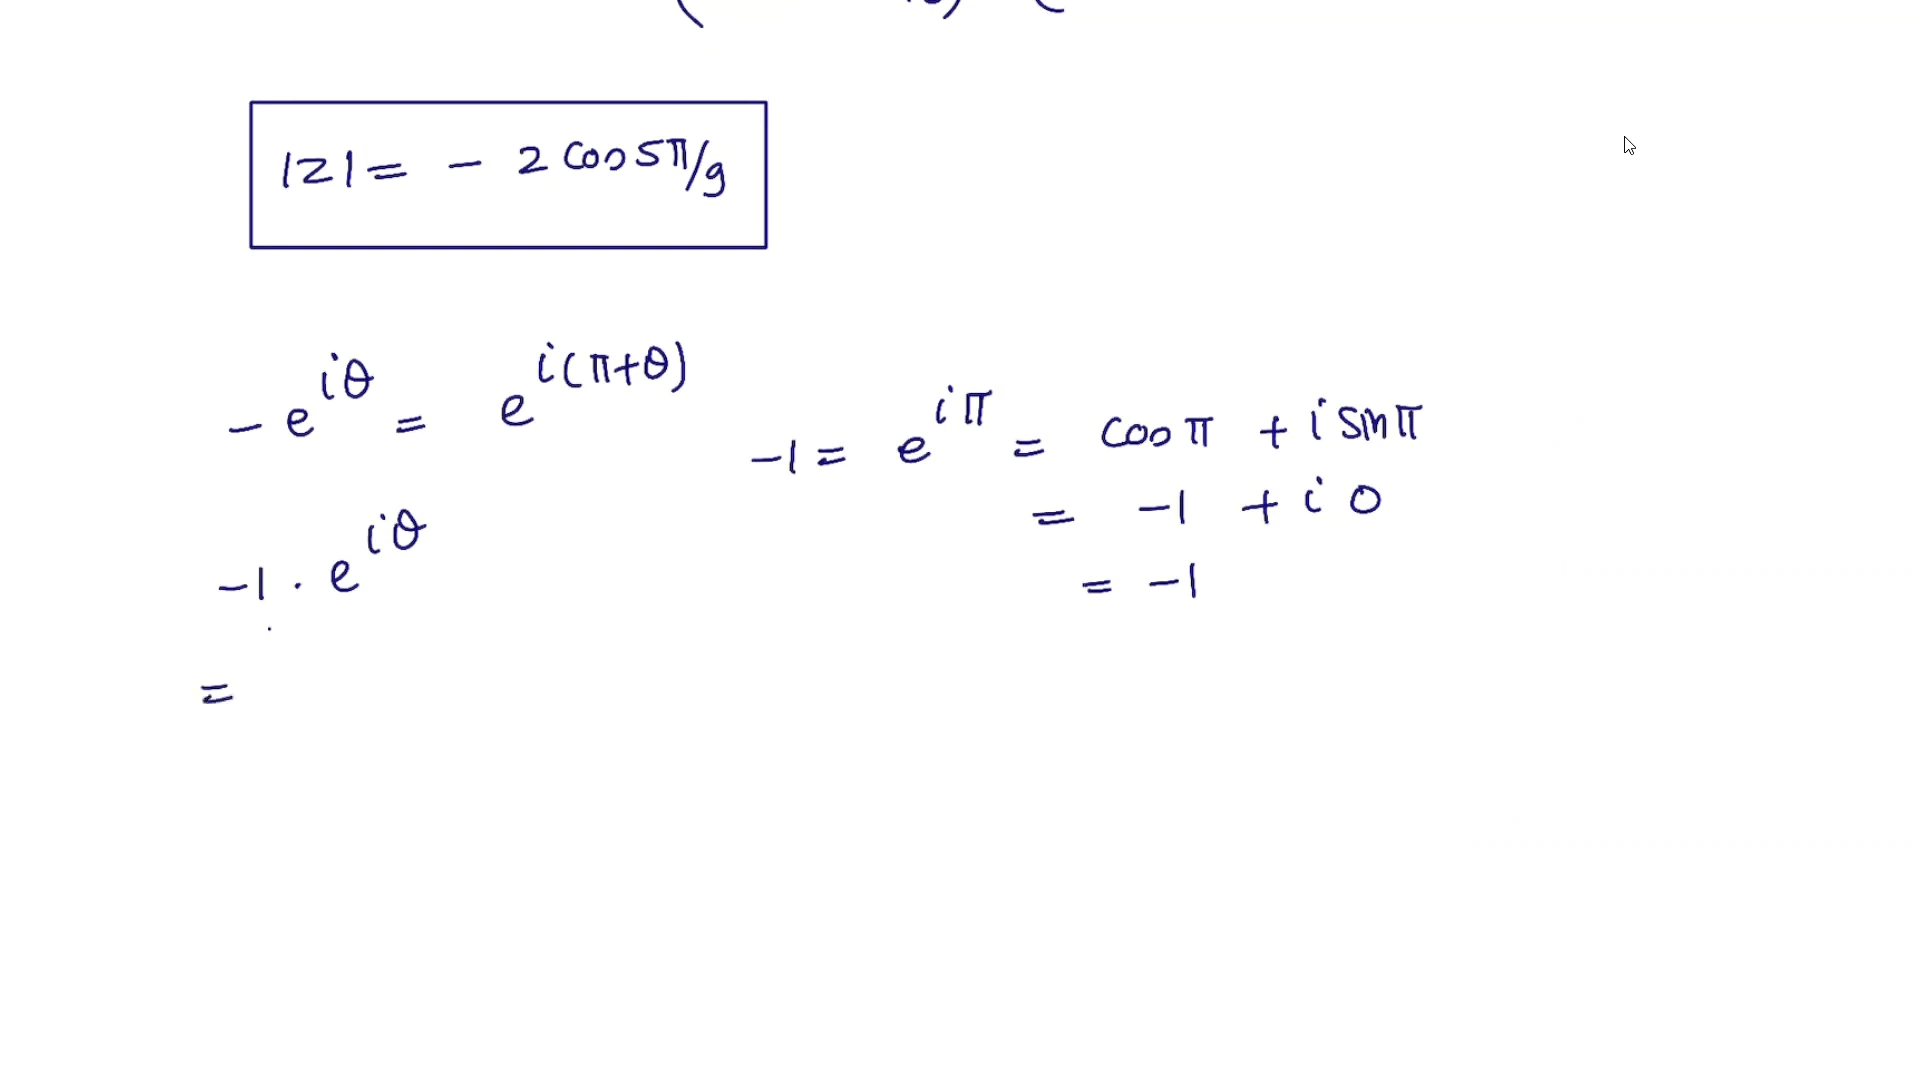 |z| = - 2 cos 5π/9
-e^{iθ} = e^{i(π+θ)}
-1 = e^{iπ} = cos π + i sin π
= -1 + i 0
-1 . e^{iθ}
= -1
=